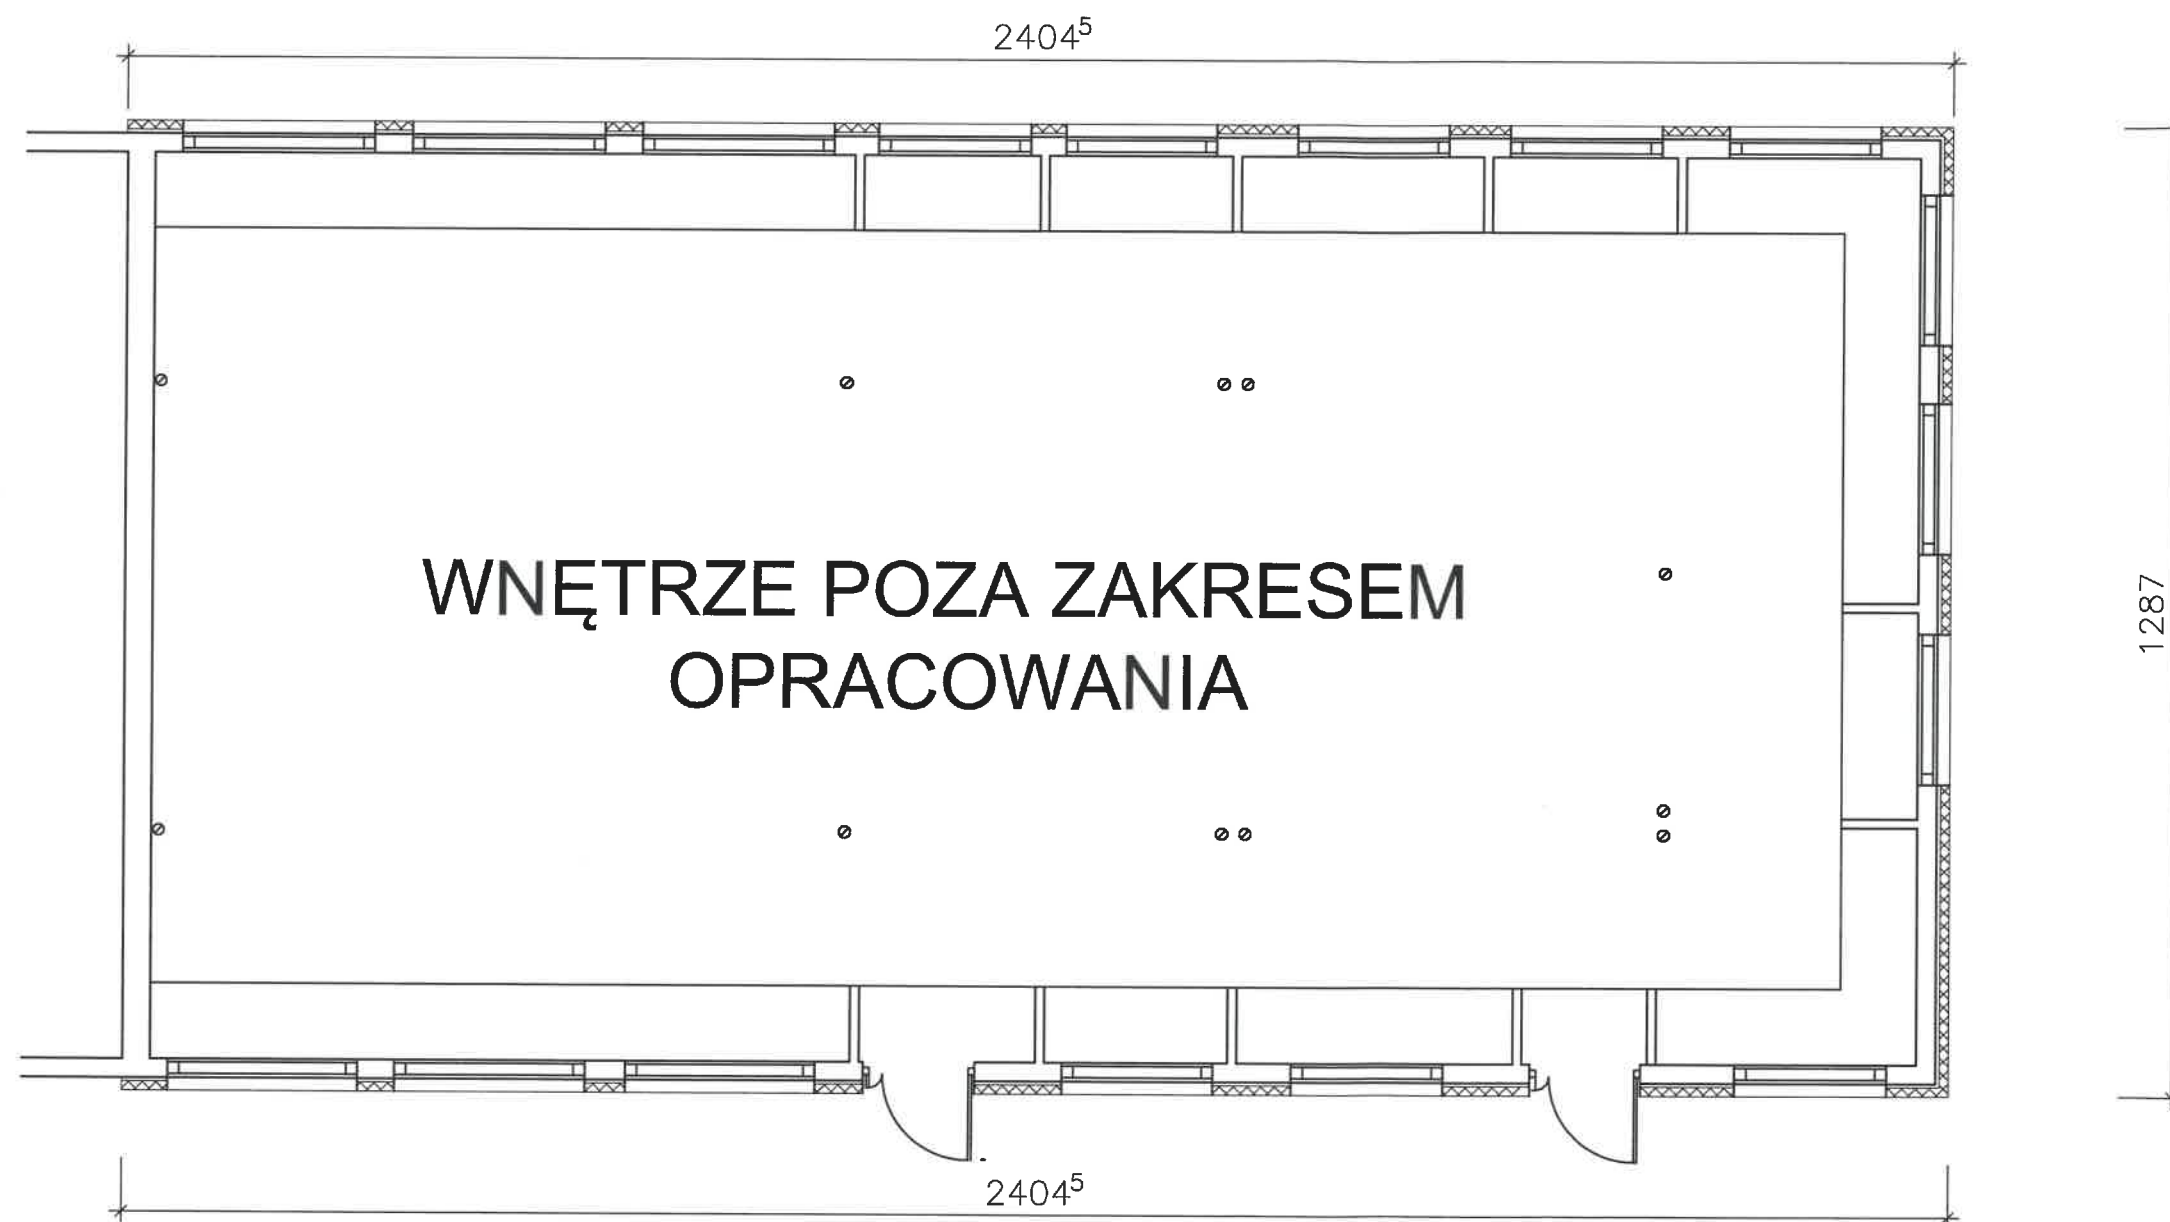 2404⁵
WNĘTRZE POZA ZAKRESEM
OPRACOWANIA
1287
2404⁵